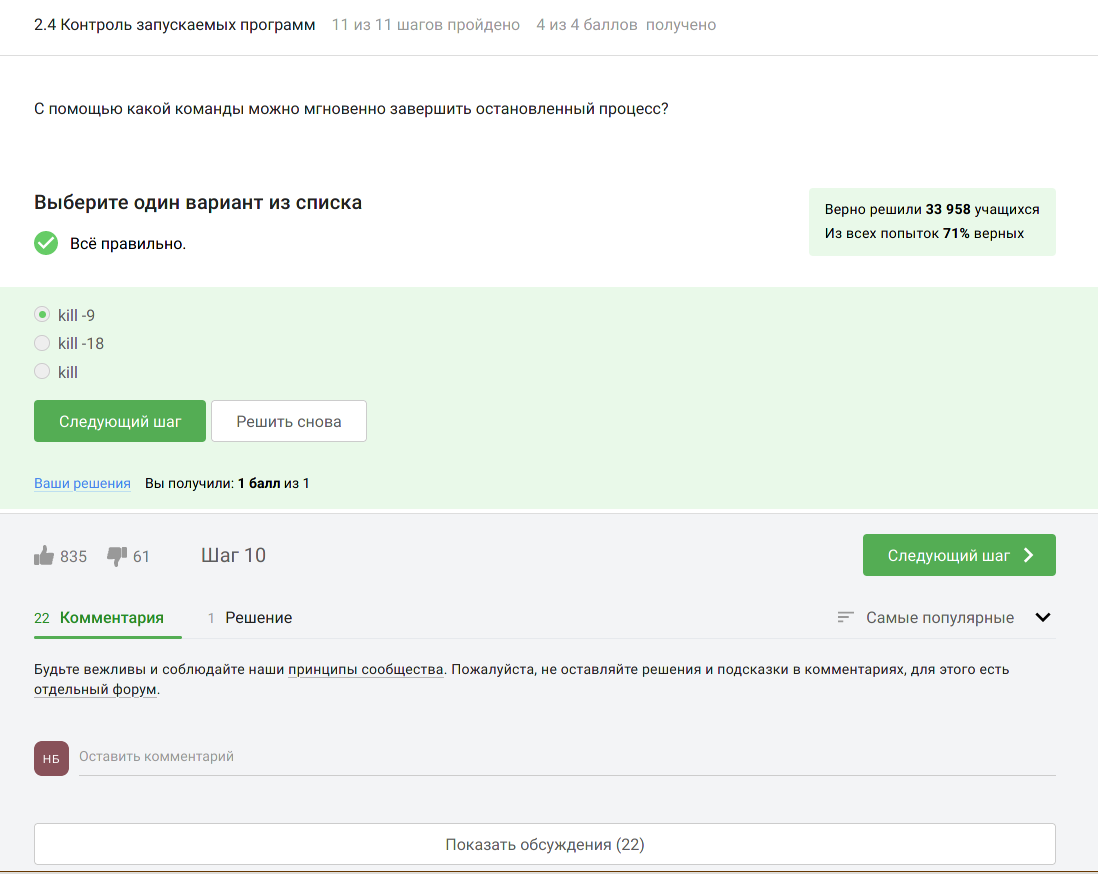 2.4 Контроль запускаемых программ 11 из 11 шагов пройдено 4 из 4 баллов получено
С помощью какой команды можно мгновенно завершить остановленный процесс?
Выберите один вариант из списка
Всё правильно.
Верно решили 33 958 учащихся
Из всех попыток 71% верных
kill -9
kill -18
kill
Следующий шаг Решить снова
Ваши решения Вы получили: 1 балл из 1
835 61 Шаг 10 Следующий шаг
22 Комментария 1 Решение Самые популярные
Будьте вежливы и соблюдайте наши принципы сообщества. Пожалуйста, не оставляйте решения и подсказки в комментариях, для этого есть
отдельный форум.
НБ Оставить комментарий
Показать обсуждения (22)